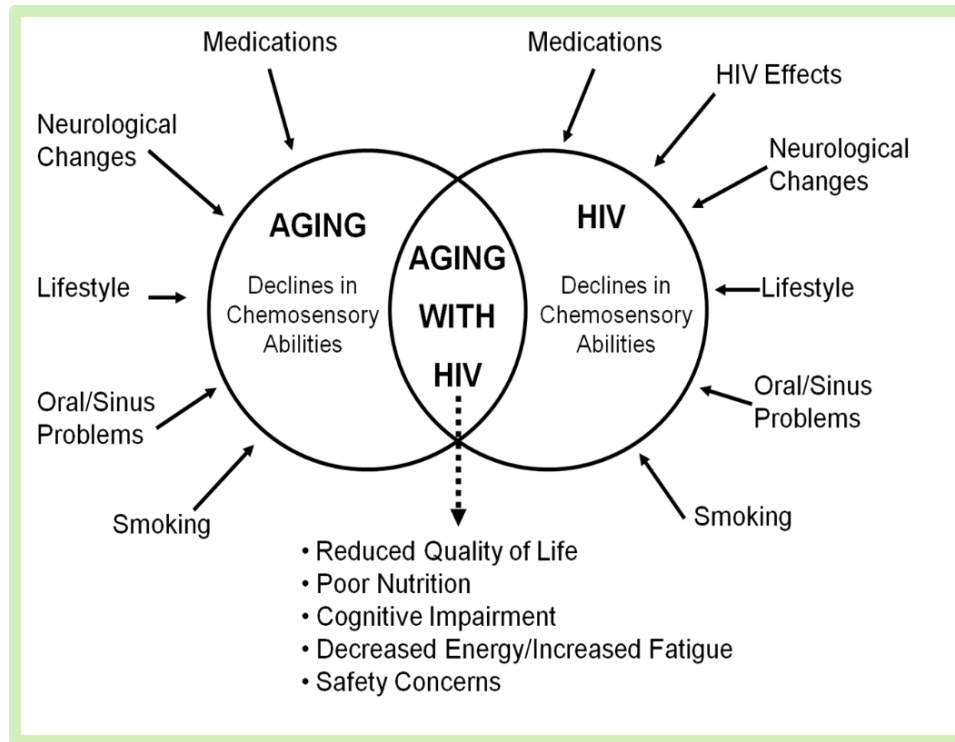 Medications
Medications
HIV Effects
Neurological
Changes
Neurological
Changes
AGING
HIV
AGING
WITH
HIV
Declines in
Chemosensory
Abilities
Declines in
Chemosensory
Abilities
Lifestyle
Lifestyle
Oral/Sinus
Problems
Oral/Sinus
Problems
Smoking
Smoking
• Reduced Quality of Life
• Poor Nutrition
• Cognitive Impairment
• Decreased Energy/Increased Fatigue
• Safety Concerns